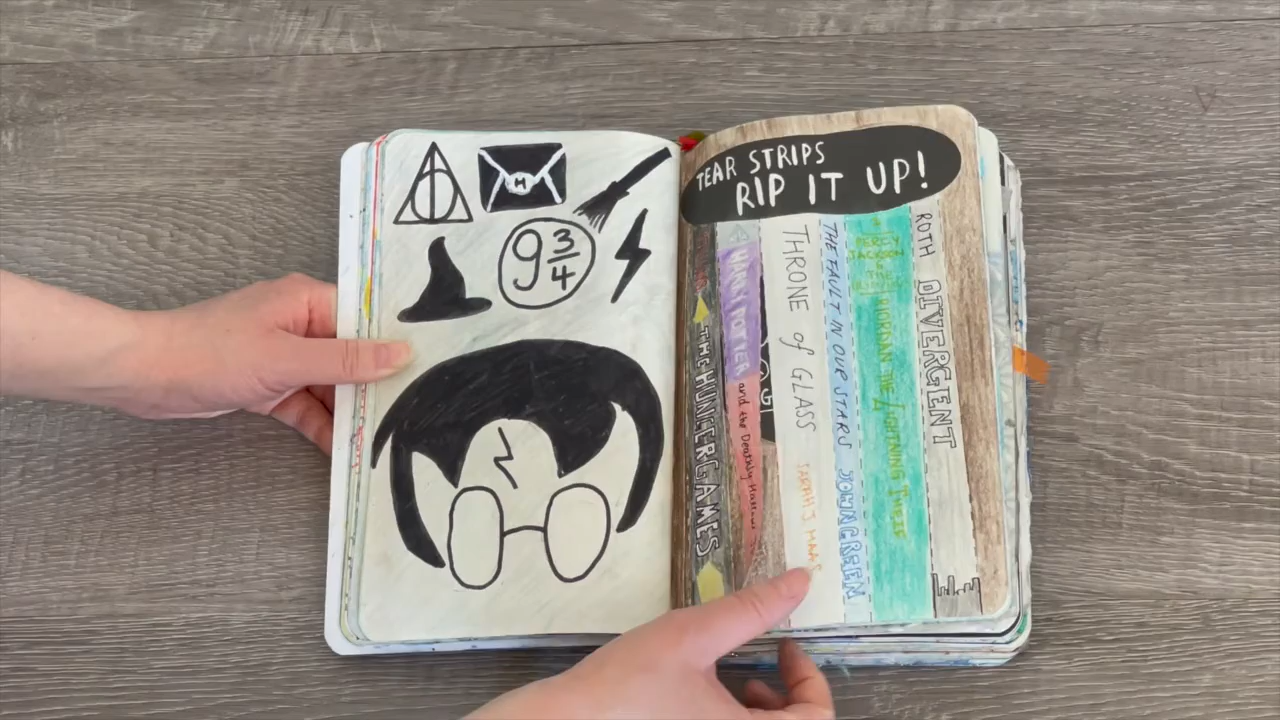 H
9 3/4
TEAR STRIPS
RIP IT UP!
THE HUNGER GAMES
HARRY POTTER and the Deathly Hallows
THRONE of GLASS SARAH J MAAS
THE FAULT IN OUR STARS JOHN GREEN
PERCY
JACKSON
THE LIGHTNING THIEF
ROTH DIVERGENT